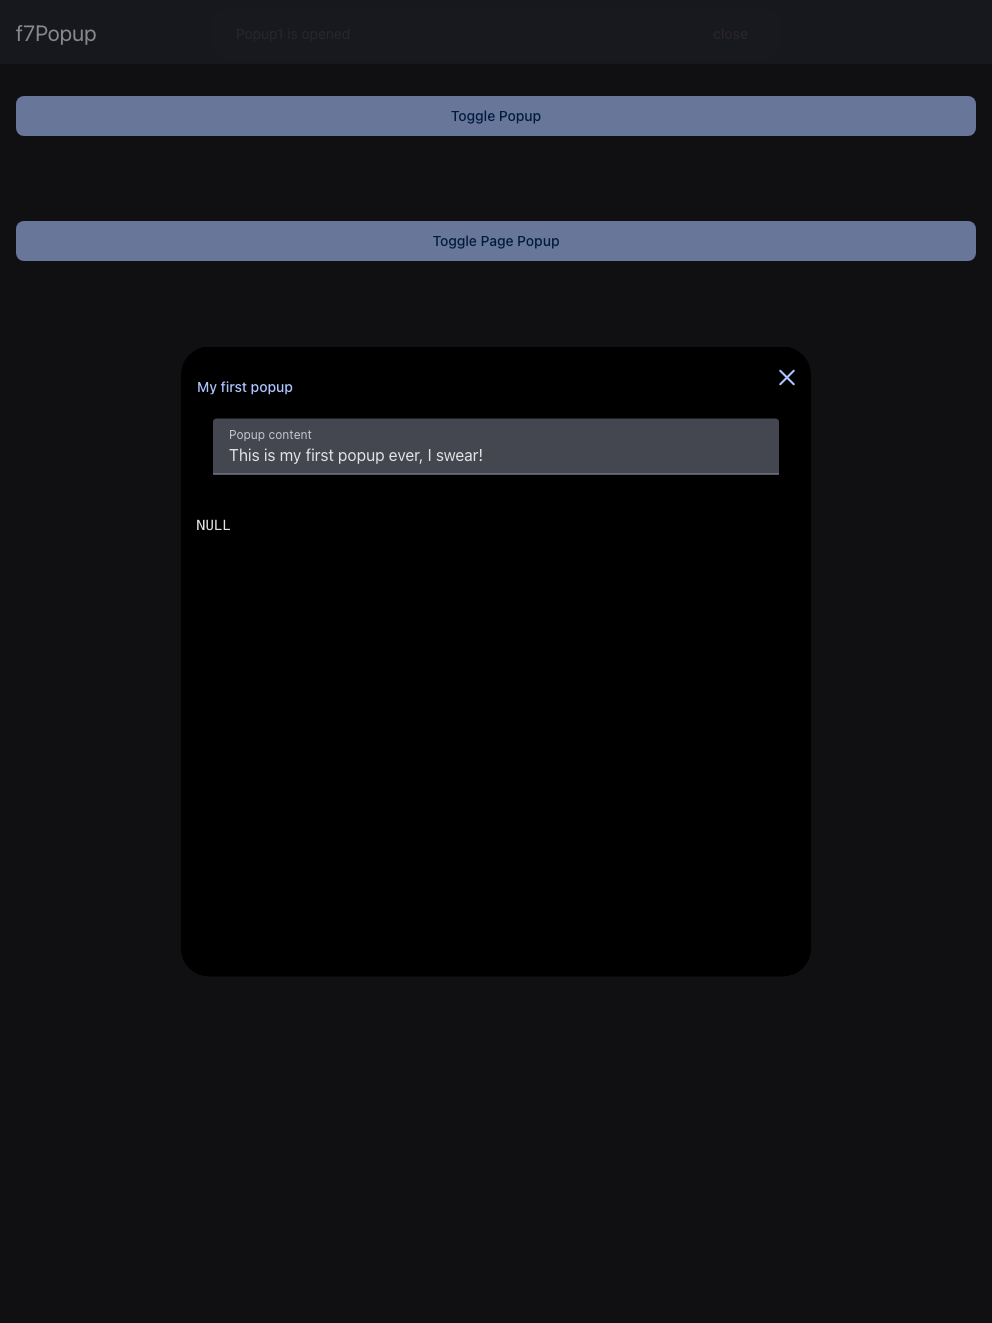 f7Popup
Popup1 is opened close
Toggle Popup
Toggle Page Popup
My first popup
Popup content
This is my first popup ever, I swear!
NULL